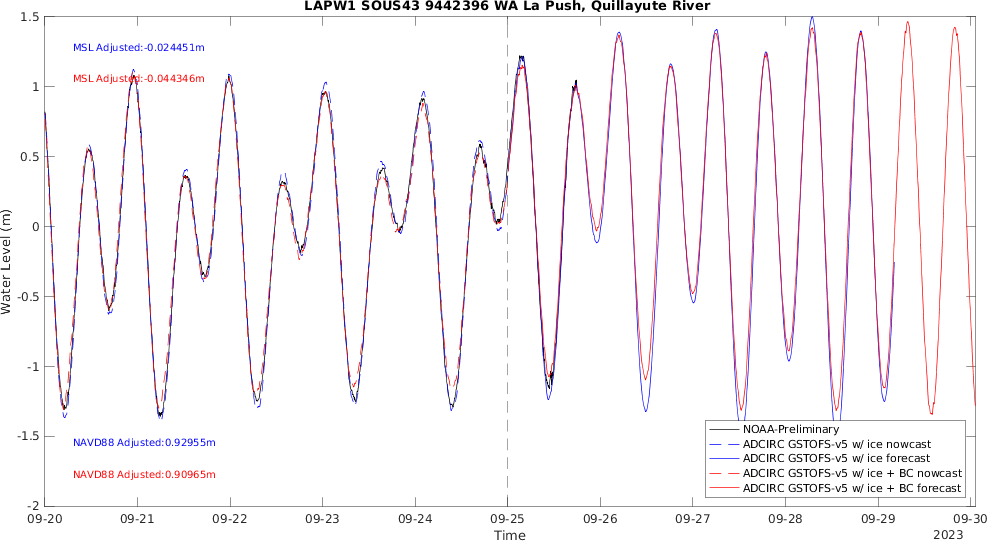 LAPW1 SOUS43 9442396 WA La Push, Quillayute River
1.5
MSL Adjusted:-0.024451m
MSL Adjusted:-0.044346m
1
0.5
0
-0.5
-1
-1.5
-2
Water Level (m)
NAVD88 Adjusted:0.92955m
NAVD88 Adjusted:0.90965m
NOAA-Preliminary
ADCIRC GSTOFS-v5 w/ ice nowcast
ADCIRC GSTOFS-v5 w/ ice forecast
ADCIRC GSTOFS-v5 w/ ice + BC nowcast
ADCIRC GSTOFS-v5 w/ ice + BC forecast
09-20 09-21 09-22 09-23 09-24 09-25 09-26 09-27 09-28 09-29 09-30
Time
2023